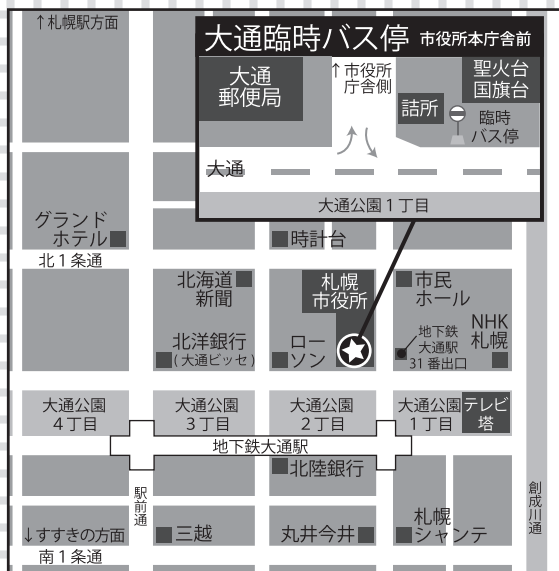 ↑札幌駅方面
大通臨時バス停 市役所本庁舎前
大通
郵便局
↑市役所
庁舎側
聖火台
国旗台
詰所
臨時
バス停
大通
大通公園1丁目
グランド
ホテル
時計台
北1条通
北海道
新聞
札幌
市役所
市民
ホール
北洋銀行
(大通ビッセ)
ロー
ソン
地下鉄
大通駅
31番出口
NHK
札幌
大通公園
4丁目
大通公園
3丁目
大通公園
2丁目
大通公園
1丁目
テレビ
塔
地下鉄大通駅
北陸銀行
駅前通
創成川通
↓すすきの方面
三越
丸井今井
札幌
シャンテ
南1条通